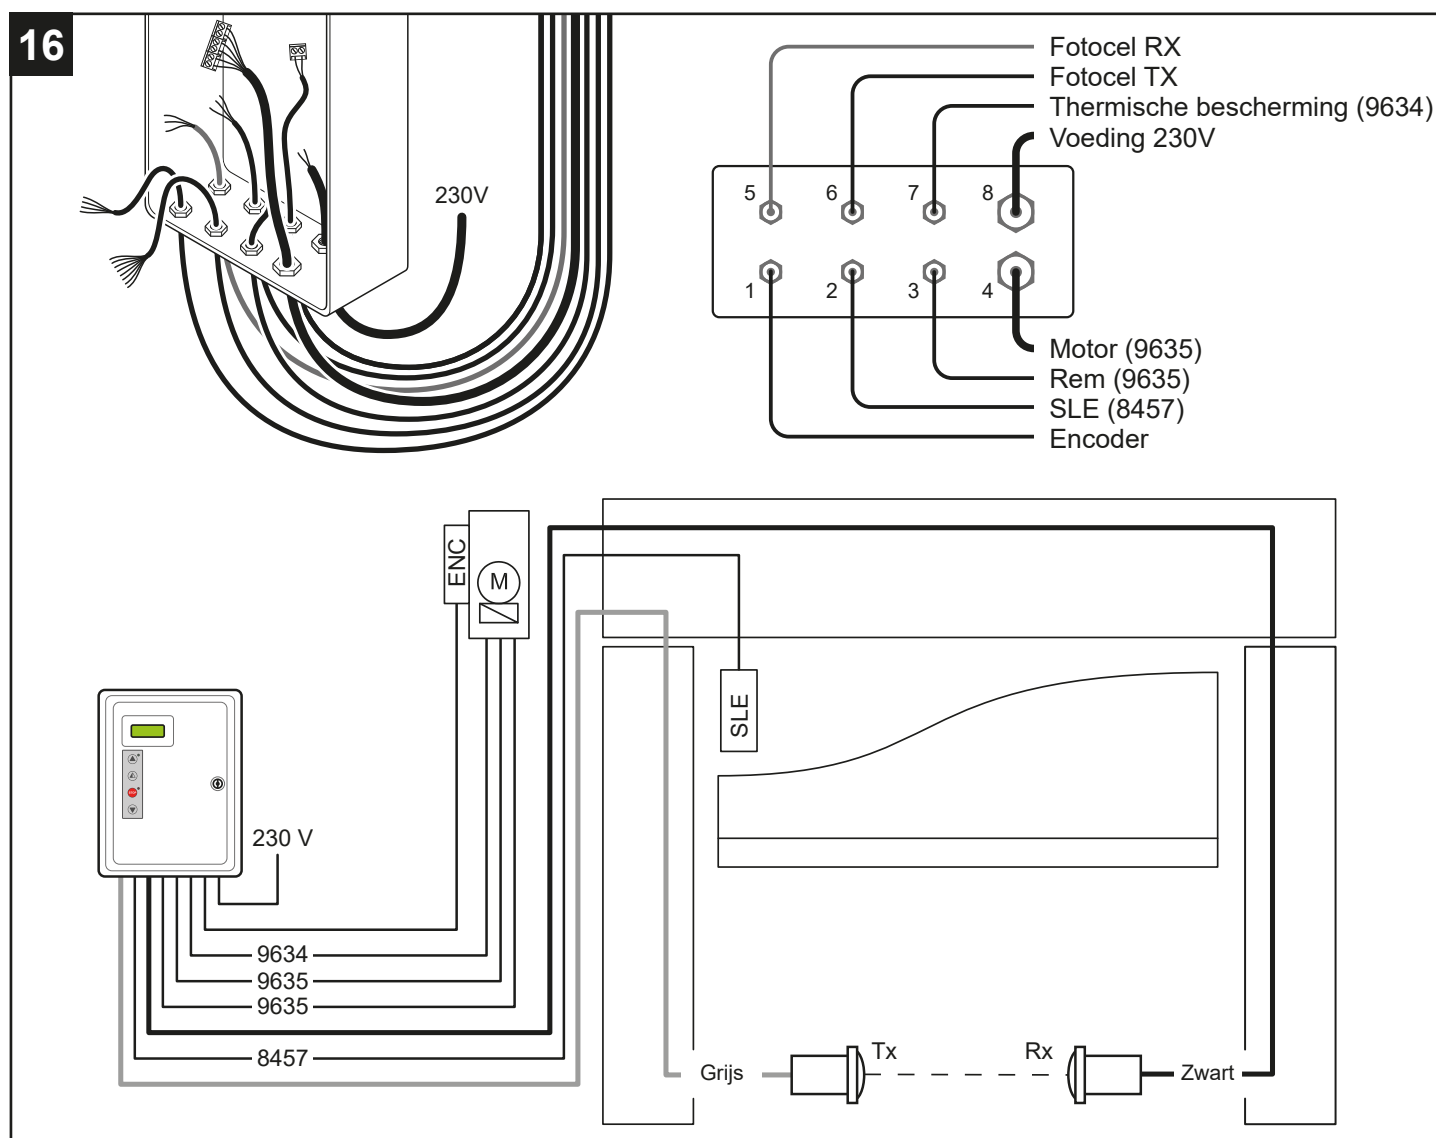 16
230V
Fotocel RX
Fotocel TX
Thermische bescherming (9634)
Voeding 230V
5 6 7 8
1 2 3 4
Motor (9635)
Rem (9635)
SLE (8457)
Encoder
ENC
M
SLE
230 V
9634
9635
9635
8457
Grijs
Tx
Rx
Zwart